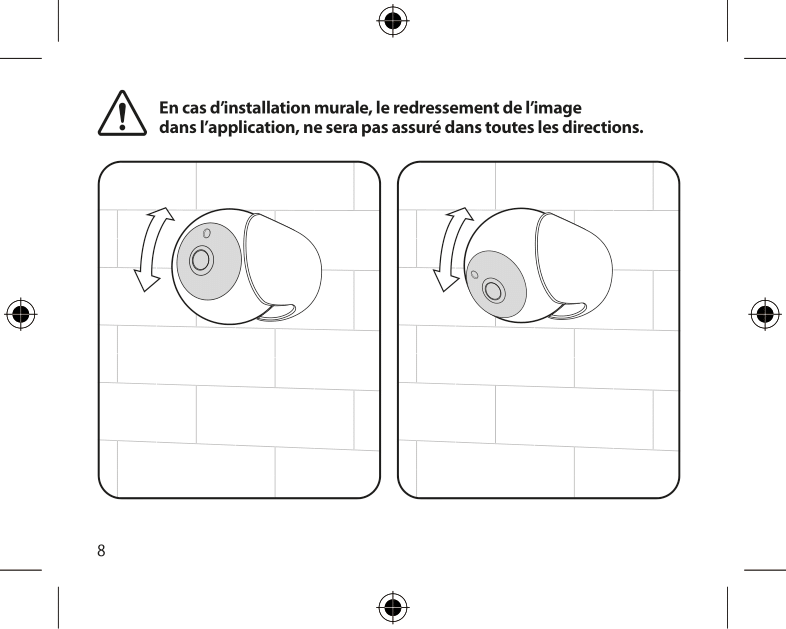 En cas d’installation murale, le redressement de l’image
dans l’application, ne sera pas assuré dans toutes les directions.
8